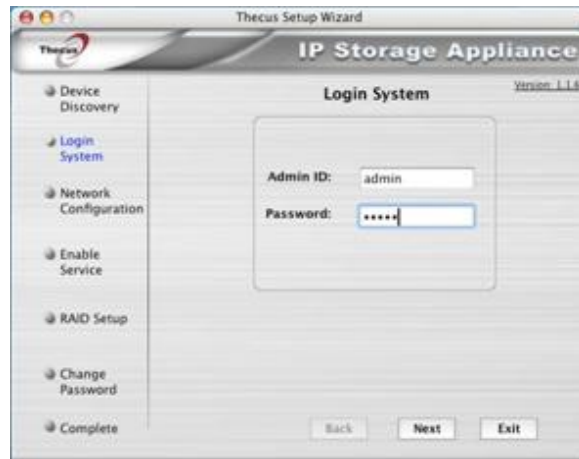 Thecus Setup Wizard
Thecus
IP Storage Appliance
Version: 1.1.6
Device
Discovery
Login
System
Network
Configuration
Enable
Service
RAID Setup
Change
Password
Complete
Login System
Admin ID:
admin
Password:
•••••
Back
Next
Exit